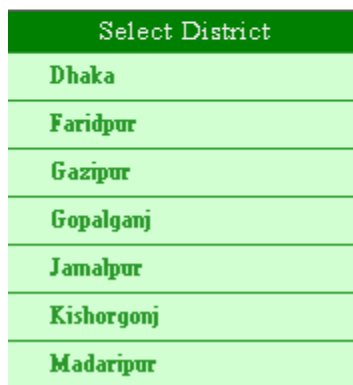 Select District
Dhaka
Faridpur
Gazipur
Gopalganj
Jamalpur
Kishorgonj
Madaripur